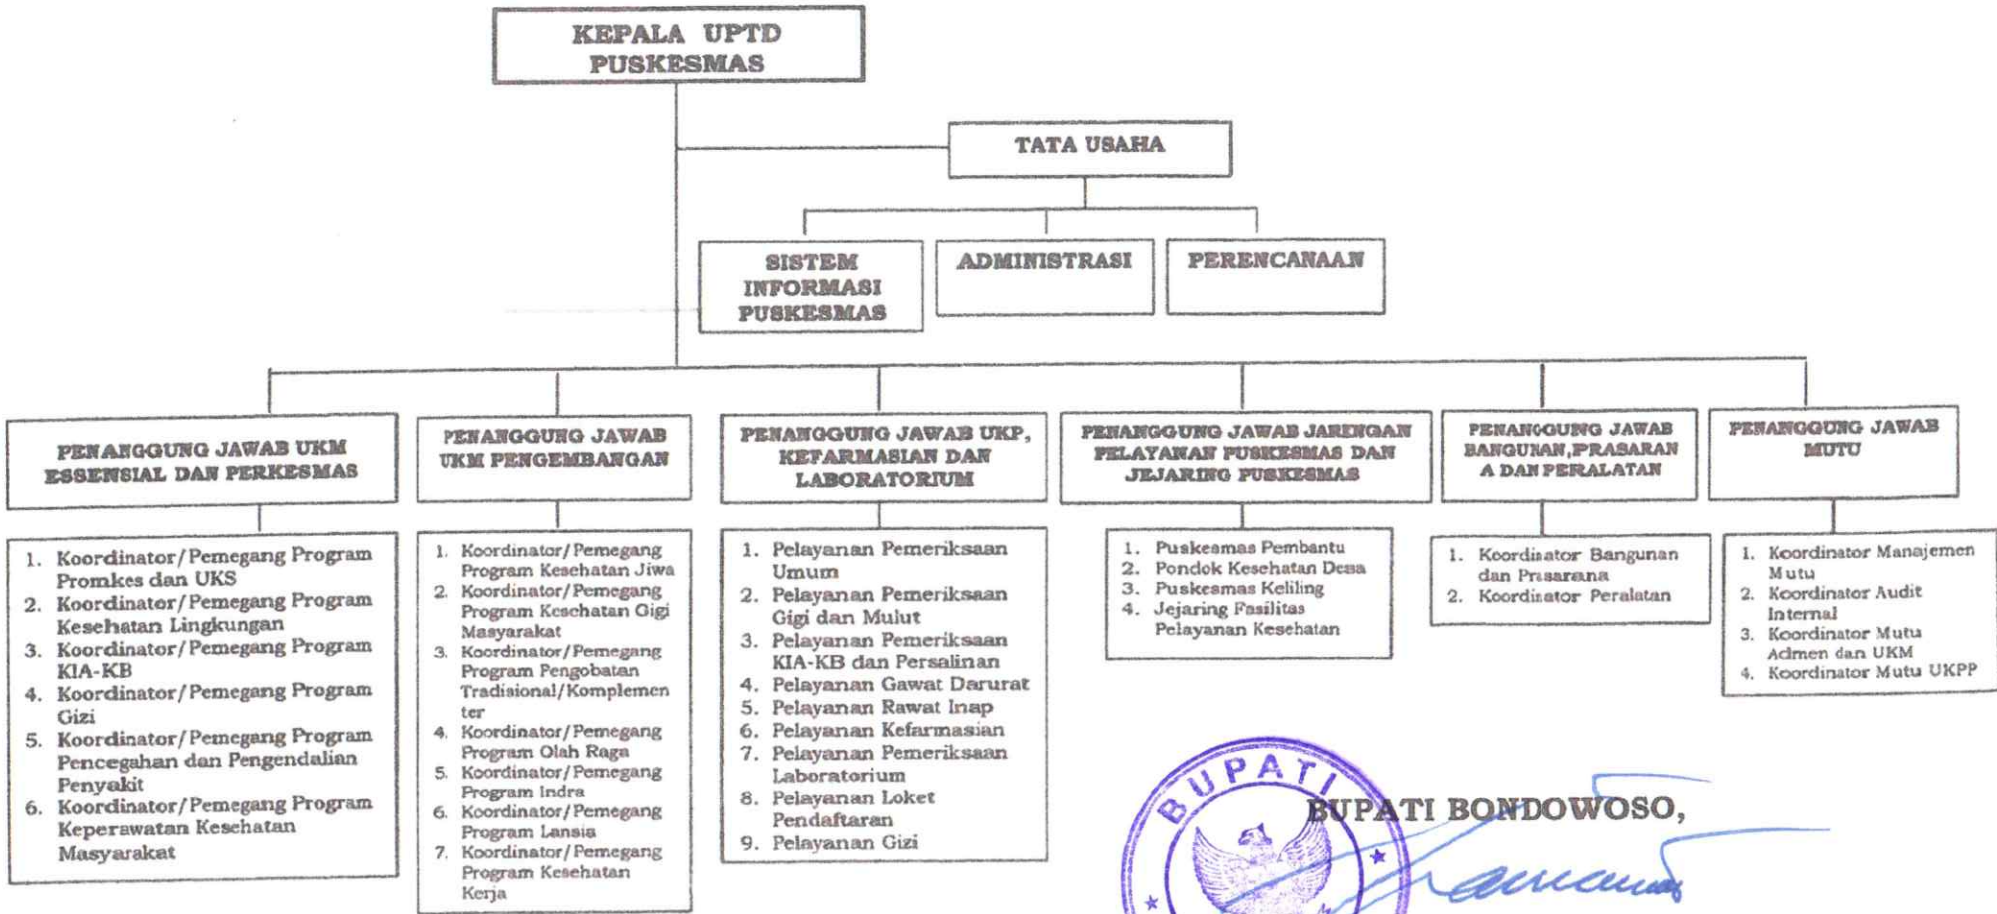 KEPALA UPTD
PUSKESMAS
TATA USAHA
SISTEM
INFORMASI
PUSKESMAS
ADMINISTRASI
PERENCANAAN
PENANGGUNG JAWAB UKM
ESSENSIAL DAN PERKESMAS
1. Koordinator/Pemegang Program
Promkes dan UKS
2. Koordinator/Pemegang Program
Kesehatan Lingkungan
3. Koordinator/Pemegang Program
KIA-KB
4. Koordinator/Pemegang Program
Gizi
5. Koordinator/Pemegang Program
Pencegahan dan Pengendalian
Penyakit
6. Koordinator/Pemegang Program
Keperawatan Kesehatan
Masyarakat
PENANGGUNG JAWAB
UKM PENGEMBANGAN
1. Koordinator/Pemegang
Program Kesehatan Jiwa
2. Koordinator/Pemegang
Program Kesehatan Gigi
Masyarakat
3. Koordinator/Pemegang
Program Pengobatan
Tradisional/Komplemen
ter
4. Koordinator/Pemegang
Program Olah Raga
5. Koordinator/Pemegang
Program Indra
6. Koordinator/Pemegang
Program Lansia
7. Koordinator/Pemegang
Program Kesehatan
Kerja
PENANGGUNG JAWAB UKP,
KEFARMASIAN DAN
LABORATORIUM
1. Pelayanan Pemeriksaan
Umum
2. Pelayanan Pemeriksaan
Gigi dan Mulut
3. Pelayanan Pemeriksaan
KIA-KB dan Persalinan
4. Pelayanan Gawat Darurat
5. Pelayanan Rawat Inap
6. Pelayanan Kefarmasian
7. Pelayanan Pemeriksaan
Laboratorium
8. Pelayanan Loket
Pendaftaran
9. Pelayanan Gizi
PENANGGUNG JAWAB JARINGAN
PELAYANAN PUSKESMAS DAN
JEJARING PUSKESMAS
1. Puskesmas Pembantu
2. Pondok Kesehatan Desa
3. Puskesmas Keliling
4. Jejaring Fasilitas
Pelayanan Kesehatan
PENANGGUNG JAWAB
BANGUNAN,PRASARAN
A DAN PERALATAN
1. Koordinator Bangunan
dan Prasarana
2. Koordinator Peralatan
PENANGGUNG JAWAB
MUTU
1. Koordinator Manajemen
Mutu
2. Koordinator Audit
Internal
3. Koordinator Mutu
Admen dan UKM
4. Koordinator Mutu UKPP
BUPATI
BUPATI BONDOWOSO,